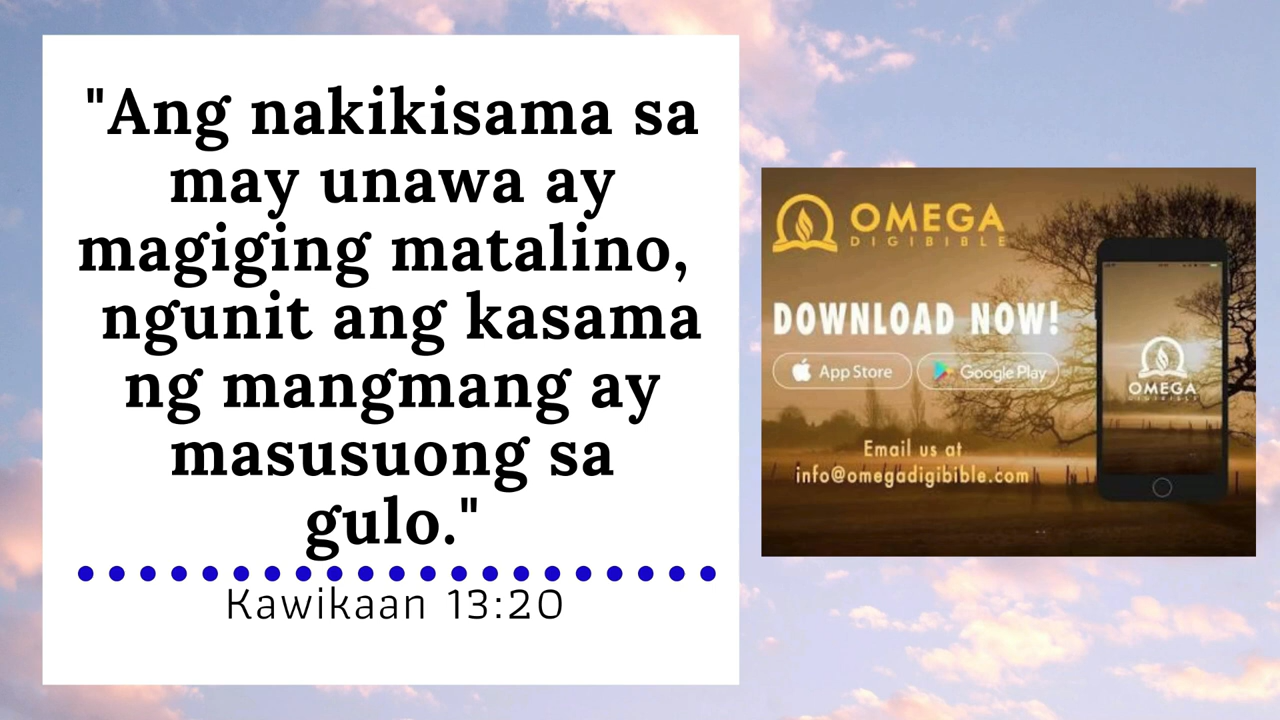 "Ang nakikisama sa
may unawa ay
magiging matalino,
ngunit ang kasama
ng mangmang ay
masusuong sa
gulo."
Kawikaan 13:20
OMEGA
DIGIBIBLE
DOWNLOAD NOW!
App Store
Google Play
Email us at
info@omegadigibible.com
OMEGA
DIGIBIBLE